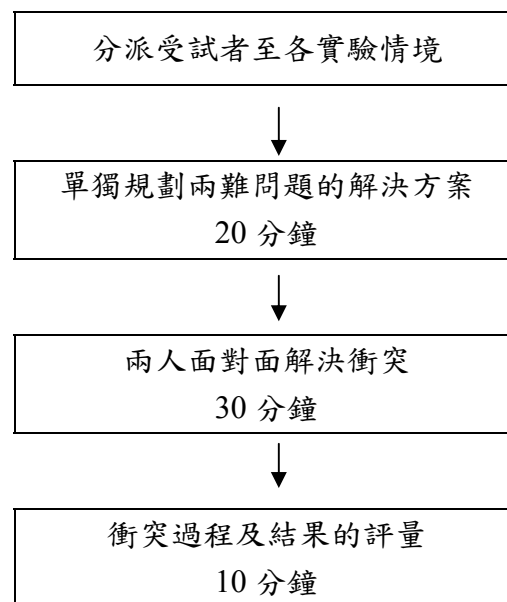 分派受試者至各實驗情境
單獨規劃兩難問題的解決方案
20 分鐘
兩人面對面解決衝突
30 分鐘
衝突過程及結果的評量
10 分鐘